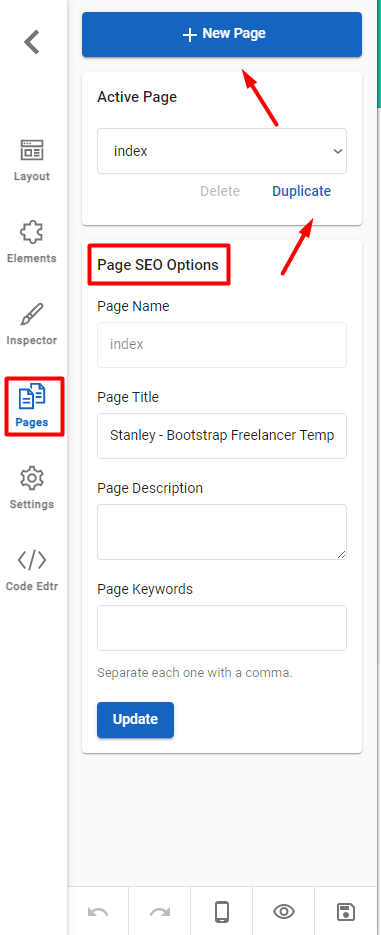 New Page
Active Page
index
Delete
Duplicate
Page SEO Options
Page Name
index
Page Title
Stanley - Bootstrap Freelancer Temp
Page Description
Page Keywords
Separate each one with a comma.
Update
Layout
Elements
Inspector
Pages
Settings
Code Edtr